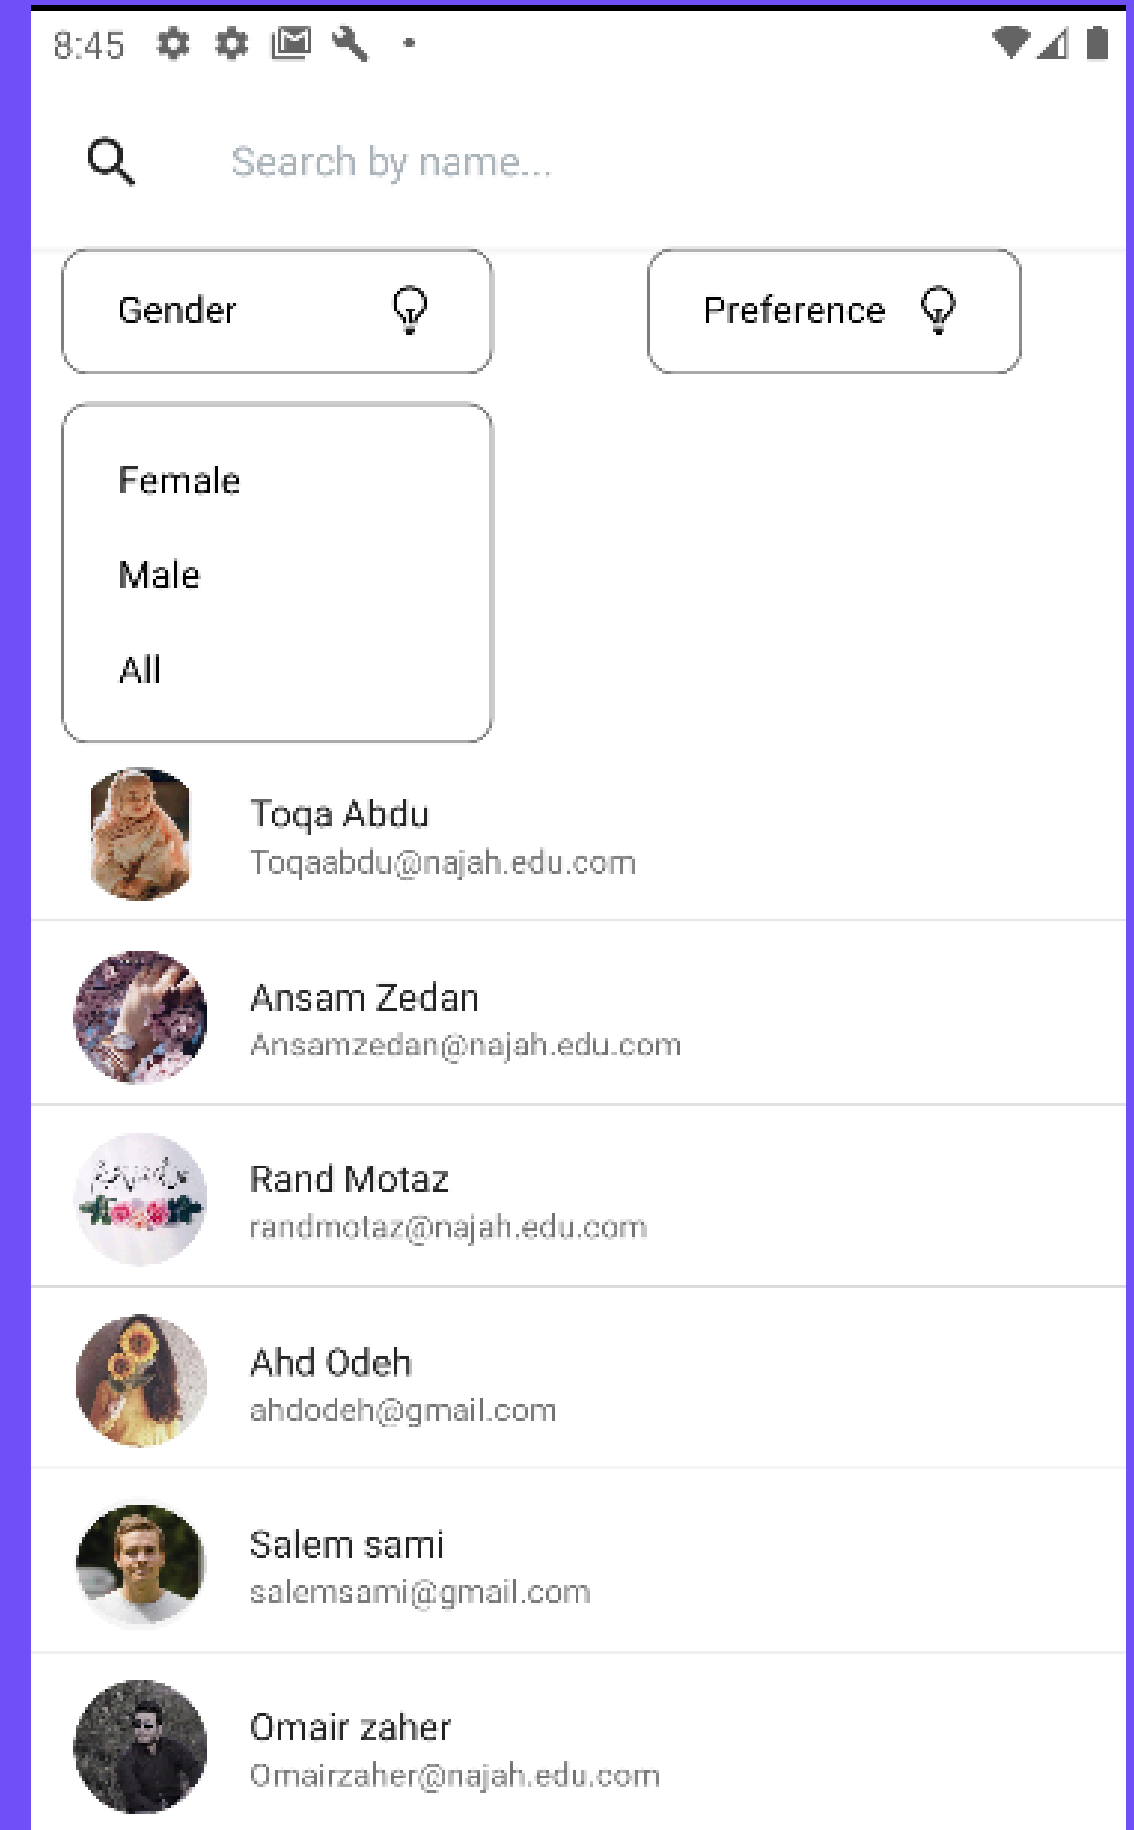 8:45
Search by name...
Gender
Preference
Female
Male
All
Toqa Abdu
Toqaabdu@najah.edu.com
Ansam Zedan
Ansamzedan@najah.edu.com
Rand Motaz
randmotaz@najah.edu.com
Ahd Odeh
ahdodeh@gmail.com
Salem sami
salemsami@gmail.com
Omair zaher
Omairzaher@najah.edu.com